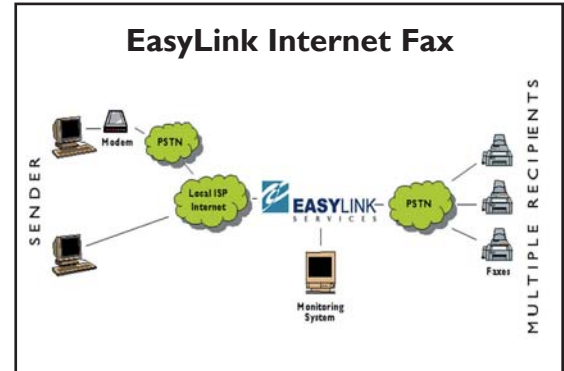 EasyLink Internet Fax
SENDER
Modem
PSTN
Local ISP
Internet
EASYLINK
SERVICES
Monitoring
System
PSTN
Faxes
MULTIPLE RECIPIENTS